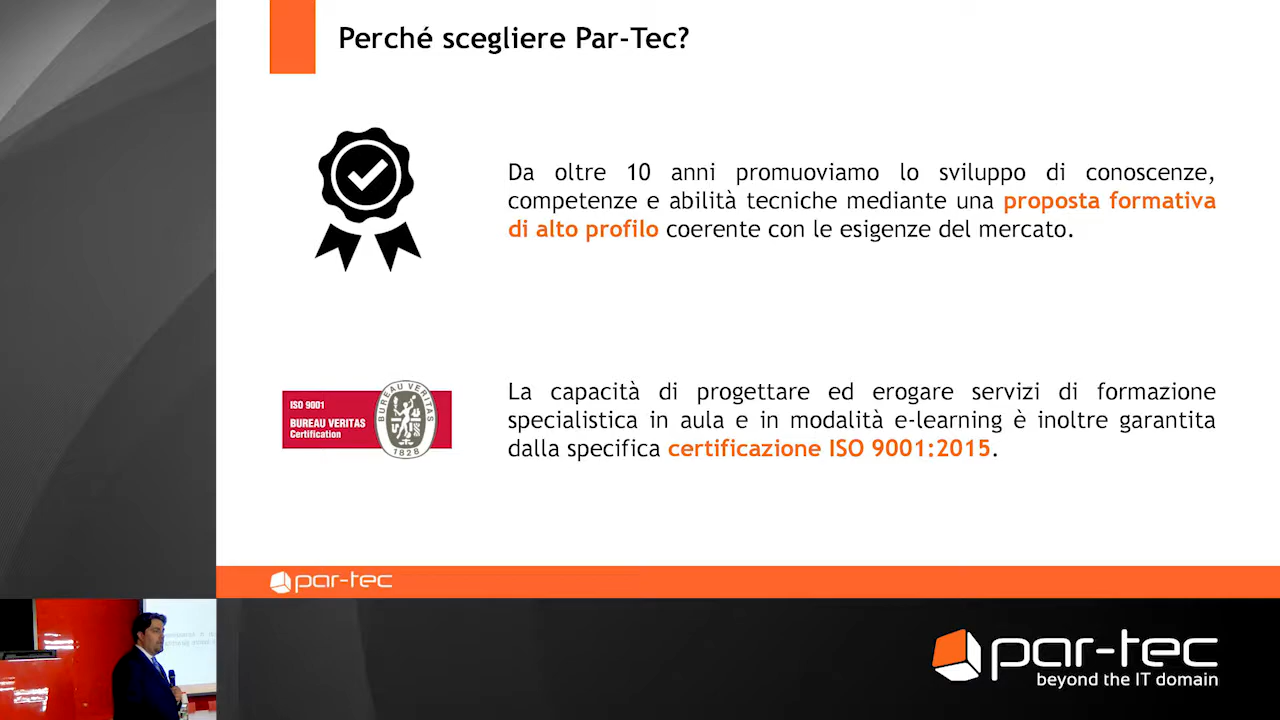 Perché scegliere Par-Tec?
Da oltre 10 anni promuoviamo lo sviluppo di conoscenze,
competenze e abilità tecniche mediante una proposta formativa
di alto profilo coerente con le esigenze del mercato.
ISO 9001
BUREAU VERITAS
Certification
BUREAU VERITAS
1828
La capacità di progettare ed erogare servizi di formazione
specialistica in aula e in modalità e-learning è inoltre garantita
dalla specifica certificazione ISO 9001:2015.
par-tec
par-tec
beyond the IT domain